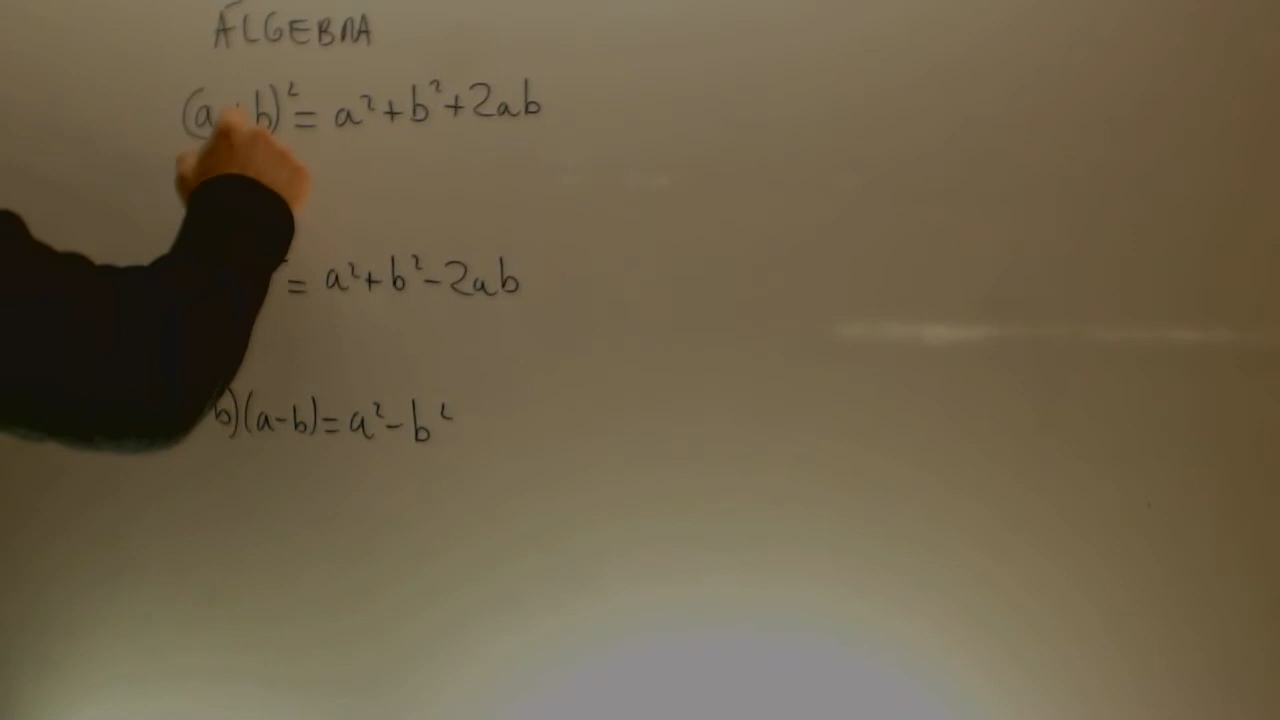 ÁLGEBRA
(a+b)² = a²+b²+2ab
= a²+b²-2ab
b)(a-b)=a²-b²